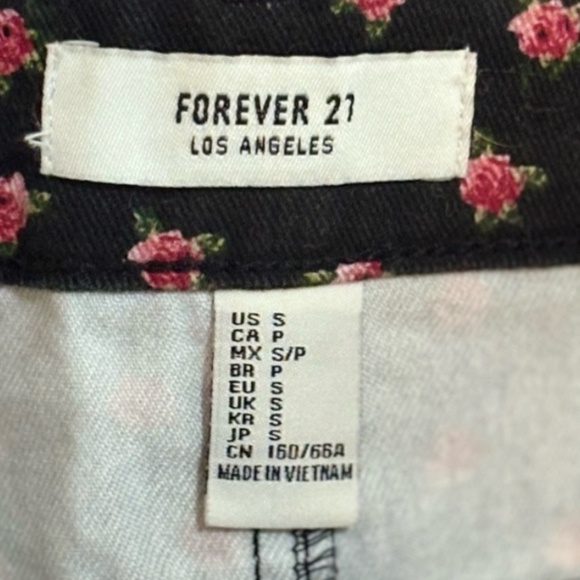 FOREVER 21
LOS ANGELES
US S
CA P
MX S/P
BR P
EU S
UK S
KR S
JP S
CN 160/66A
MADE IN VIETNAM